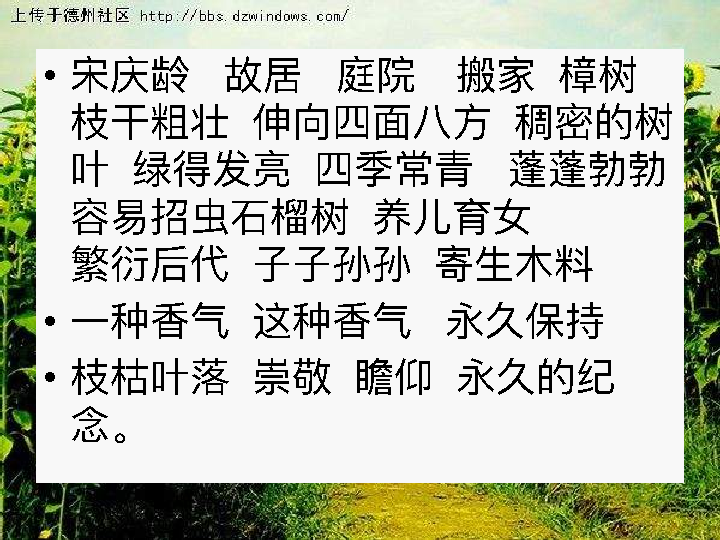 上传于德州社区 http://bbs.dzwindows.com/
• 宋庆龄 故居 庭院 搬家 樟树
枝干粗壮 伸向四面八方 稠密的树
叶 绿得发亮 四季常青 蓬蓬勃勃
容易招虫石榴树 养儿育女
繁衍后代 子子孙孙 寄生木料
• 一种香气 这种香气 永久保持
• 枝枯叶落 崇敬 瞻仰 永久的纪
念。